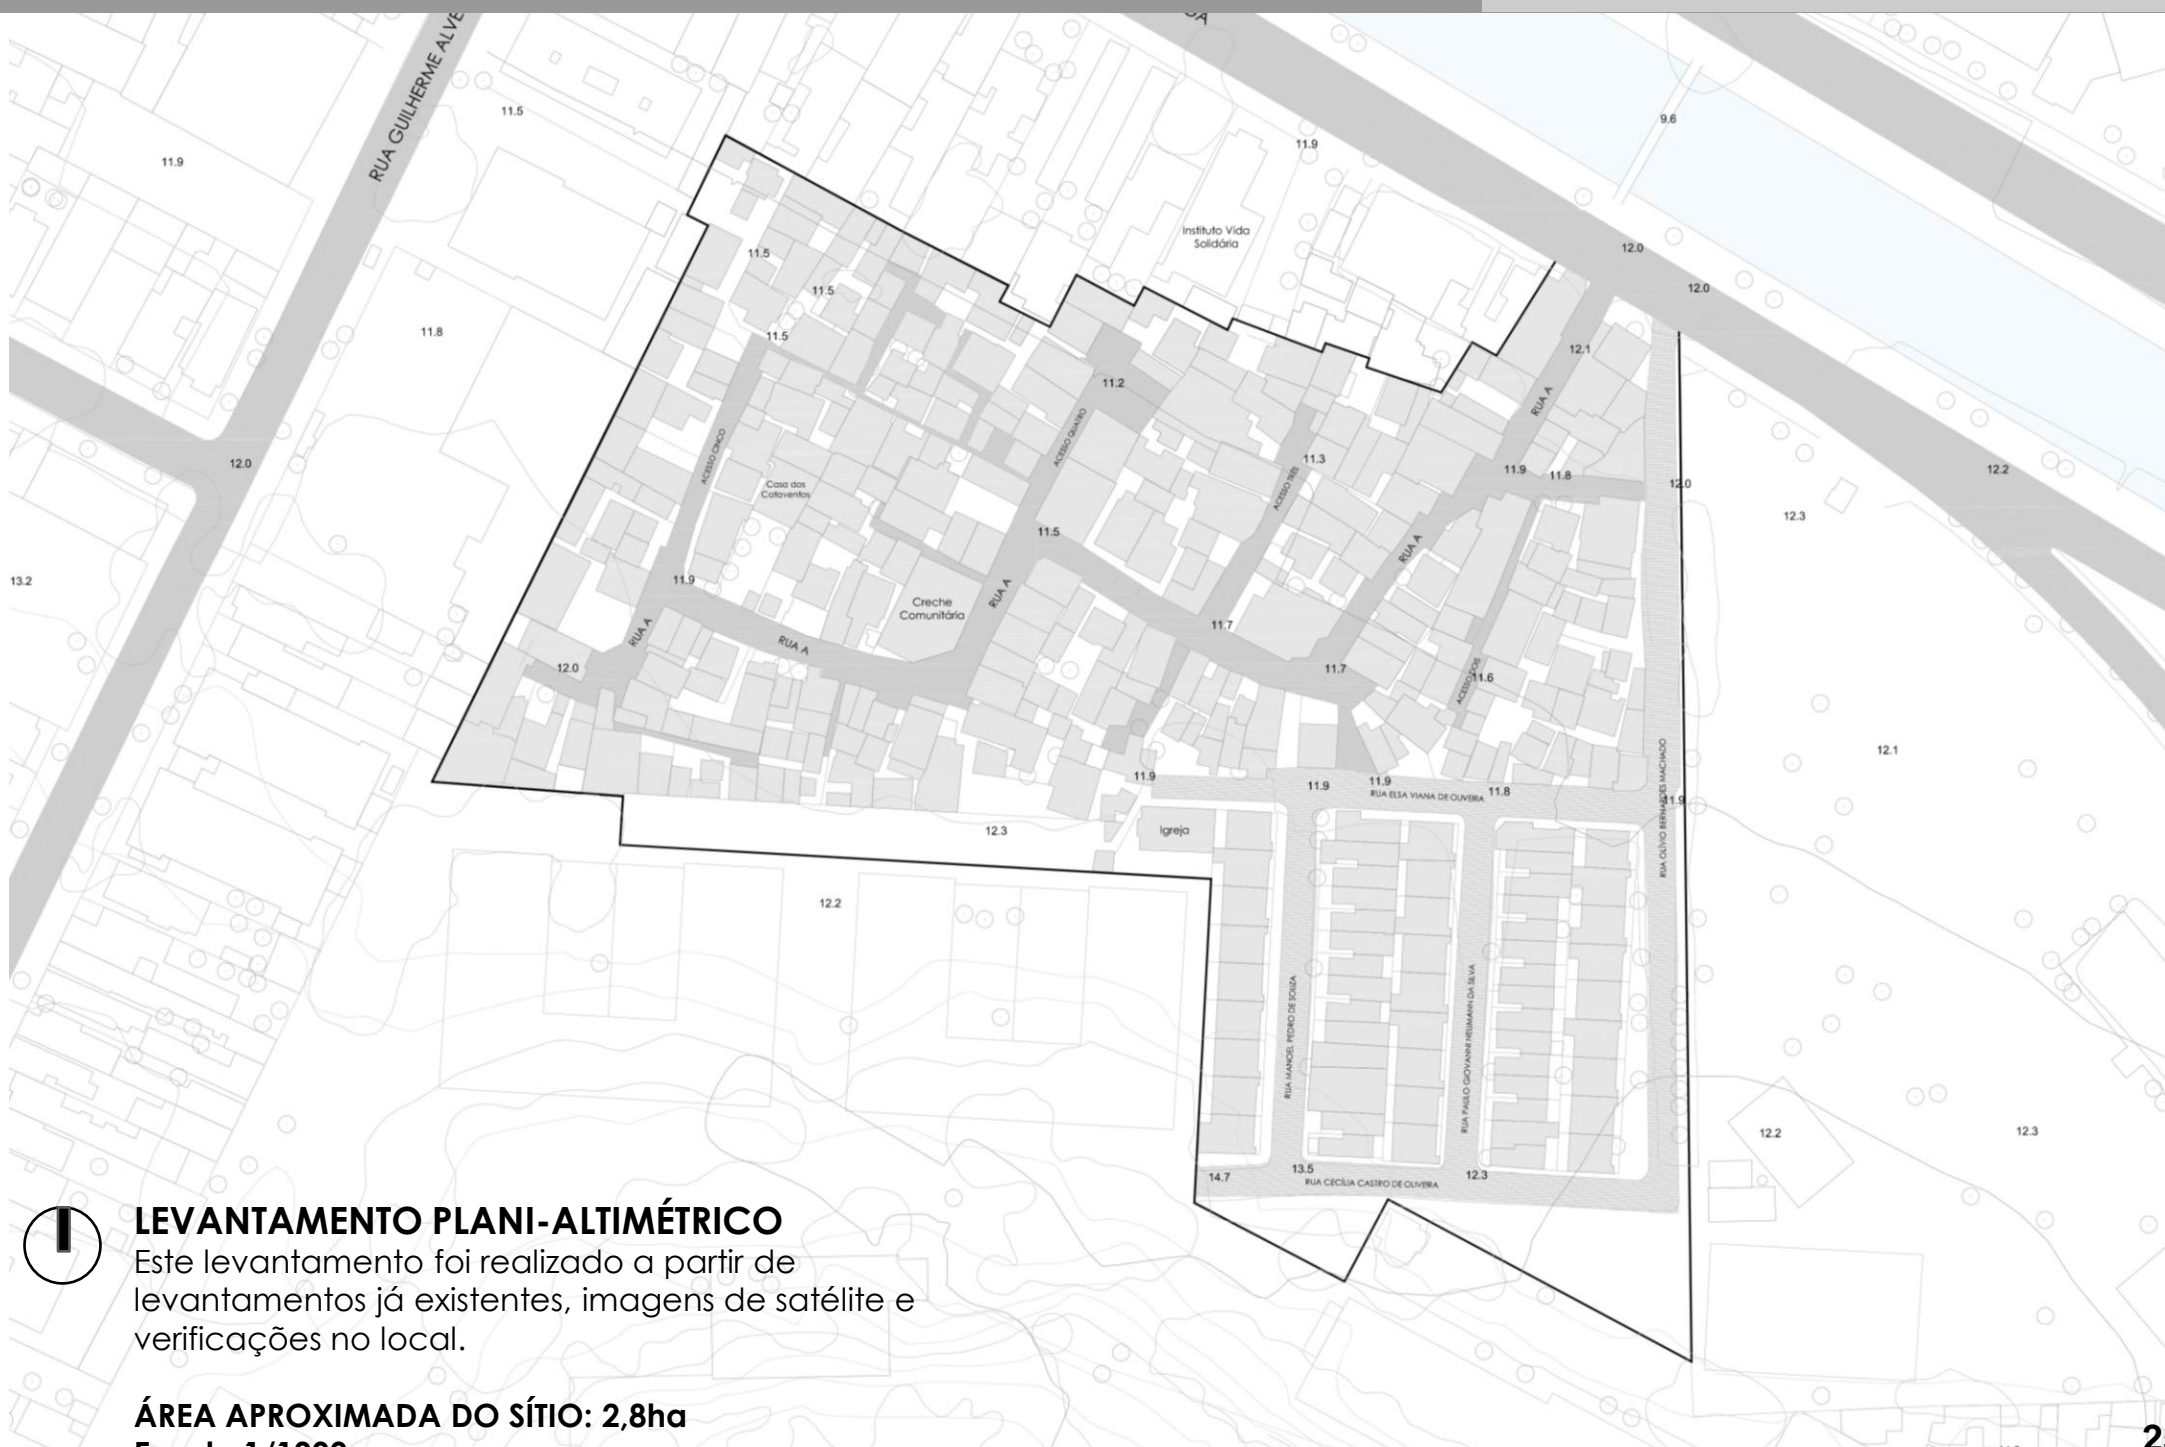 GA
RUA GUILHERME ALVE
11.5
9.6
11.9
11.9
Instituto Vida
Solidária
12.0
11.5
12.0
11.5
11.8
11.5
12.1
11.2
RUA A
ACESSO QUATRO
ACESSO CINCO
12.0
11.3
11.9
11.8
12.2
ACESSO TRÊS
12.0
Casa dos
Cataventos
12.3
11.5
RUA A
13.2
11.9
RUA A
Creche
Comunitária
11.7
RUA A
RUA A
12.0
11.7
11.6
ACESSO DOIS
12.1
11.9
11.9
11.9
11.8
RUA ELSA VIANA DE OLIVEIRA
11.9
RUA OLÍVIO BERNARDES MACHADO
12.3
Igreja
12.2
RUA MANOEL PEDRO DE SOUZA
RUA PAULO GIOVANNI NEUMANN DA SILVA
12.2
12.3
14.7
13.5
12.3
RUA CECÍLIA CASTRO DE OLIVEIRA
LEVANTAMENTO PLANI-ALTIMÉTRICO
Este levantamento foi realizado a partir de
levantamentos já existentes, imagens de satélite e
verificações no local.
ÁREA APROXIMADA DO SÍTIO: 2,8ha
2